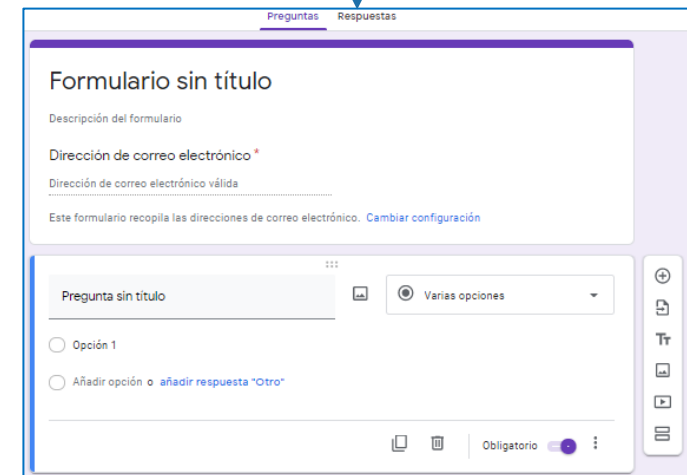 Preguntas Respuestas
Formulario sin título
Descripción del formulario
Dirección de correo electrónico *
Dirección de correo electrónico válida
Este formulario recopila las direcciones de correo electrónico. Cambiar configuración
Pregunta sin título Varias opciones
Opción 1
Añadir opción o añadir respuesta "Otro"
Obligatorio
Tт